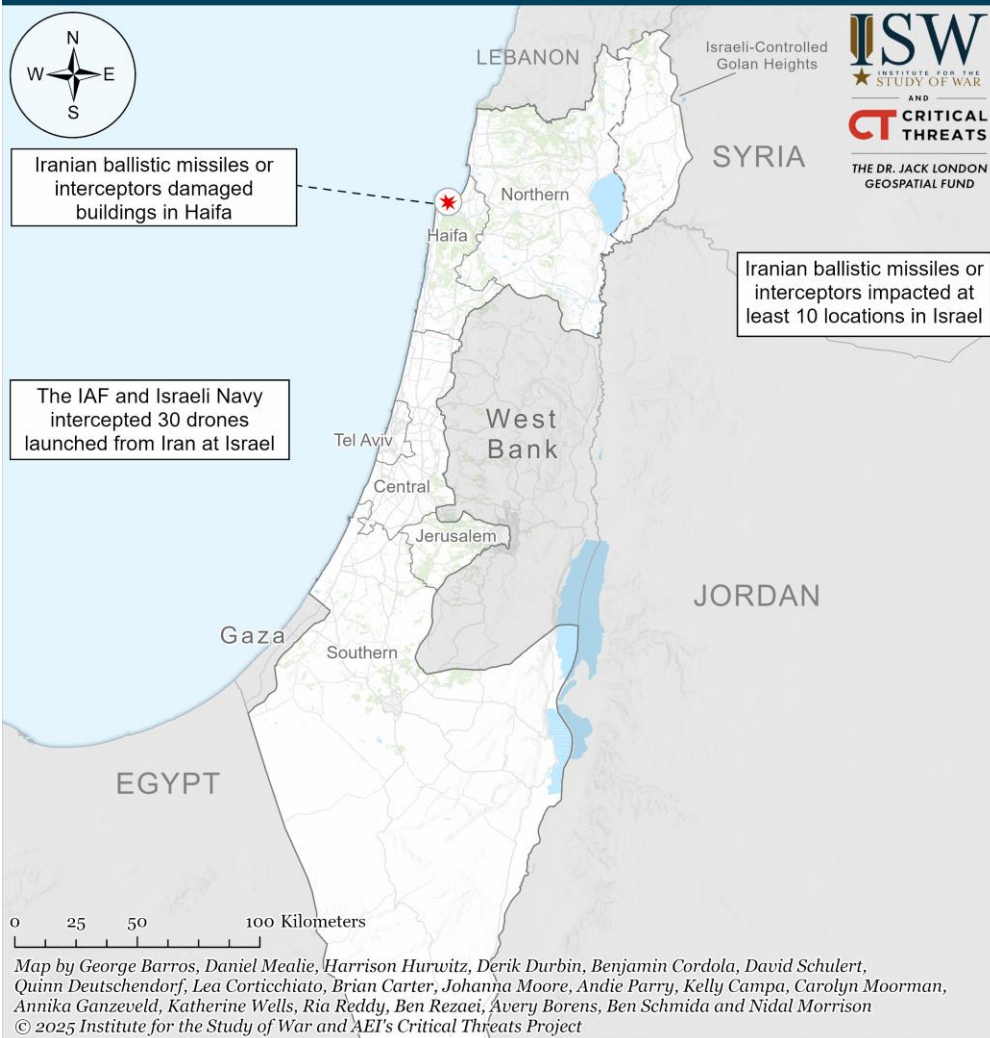 N
W
E
S
LEBANON
Israeli-Controlled
Golan Heights
ISW
INSTITUTE FOR THE
STUDY OF WAR
AND
CT CRITICAL
THREATS
THE DR. JACK LONDON
GEOSPATIAL FUND
SYRIA
Iranian ballistic missiles or
interceptors damaged
buildings in Haifa
Northern
Haifa
Iranian ballistic missiles or
interceptors impacted at
least 10 locations in Israel
The IAF and Israeli Navy
intercepted 30 drones
launched from Iran at Israel
West
Bank
Tel Aviv
Central
Jerusalem
JORDAN
Gaza
Southern
EGYPT
0 25 50 100 Kilometers
Map by George Barros, Daniel Mealie, Harrison Hurwitz, Derik Durbin, Benjamin Cordola, David Schulert,
Quinn Deutschendorf, Lea Corticchiato, Brian Carter, Johanna Moore, Andie Parry, Kelly Campa, Carolyn Moorman,
Annika Ganzeveld, Katherine Wells, Ria Reddy, Ben Rezaei, Avery Borens, Ben Schmida and Nidal Morrison
© 2025 Institute for the Study of War and AEI's Critical Threats Project